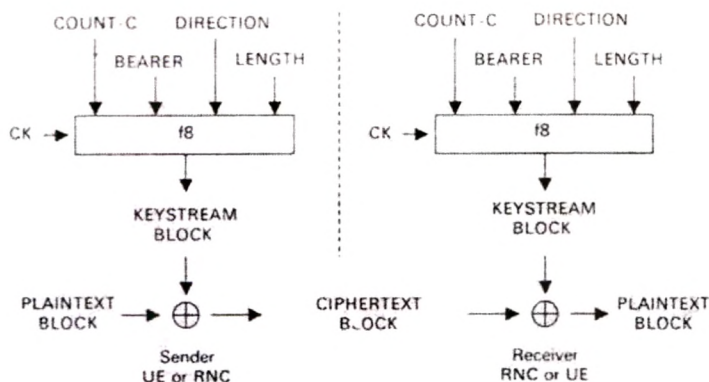 COUNT-C DIRECTION COUNT-C DIRECTION
BEARER LENGTH BEARER LENGTH
CK f8 CK f8
KEYSTREAM KEYSTREAM
BLOCK BLOCK
PLAINTEXT CIPHERTEXT PLAINTEXT
BLOCK BLOCK BLOCK
Sender Receiver
UE or RNC RNC or UE